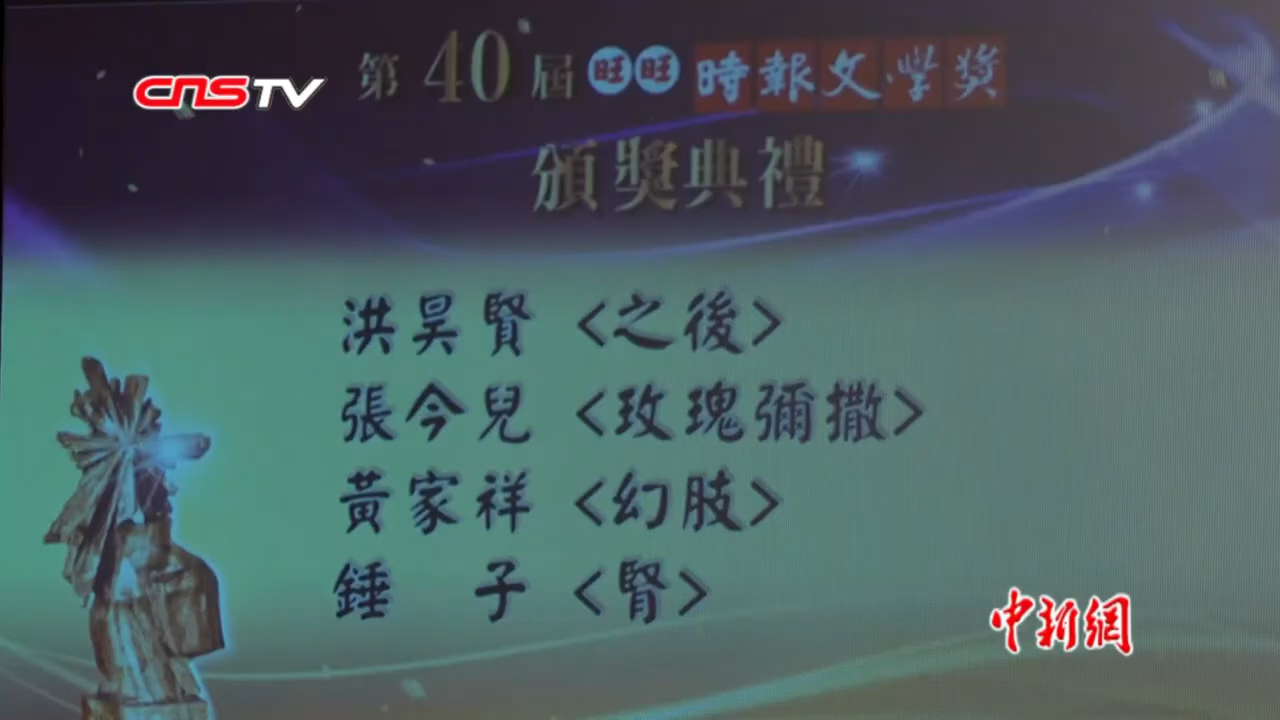 CNSTV
第40屆旺旺時報文學獎
頒獎典禮
洪昊賢 <之後>
張今兒 <玫瑰彌撒>
黃家祥 <幻肢>
錘 子 <腎>
中新網